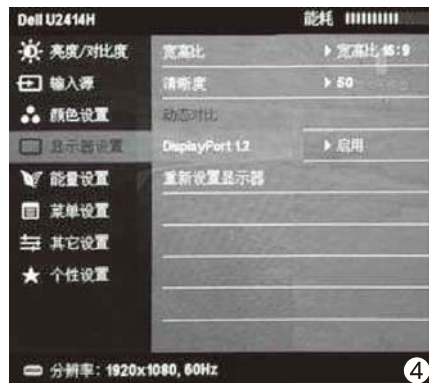 Dell U2414H 能耗
亮度/对比度 宽高比 宽高比 16:9
输入源 清晰度 50
颜色设置 动态对比
显示器设置 DisplayPort 1.2 启用
能量设置 重新设置显示器
菜单设置
其它设置
个性设置
分辨率: 1920x1080, 60Hz
4